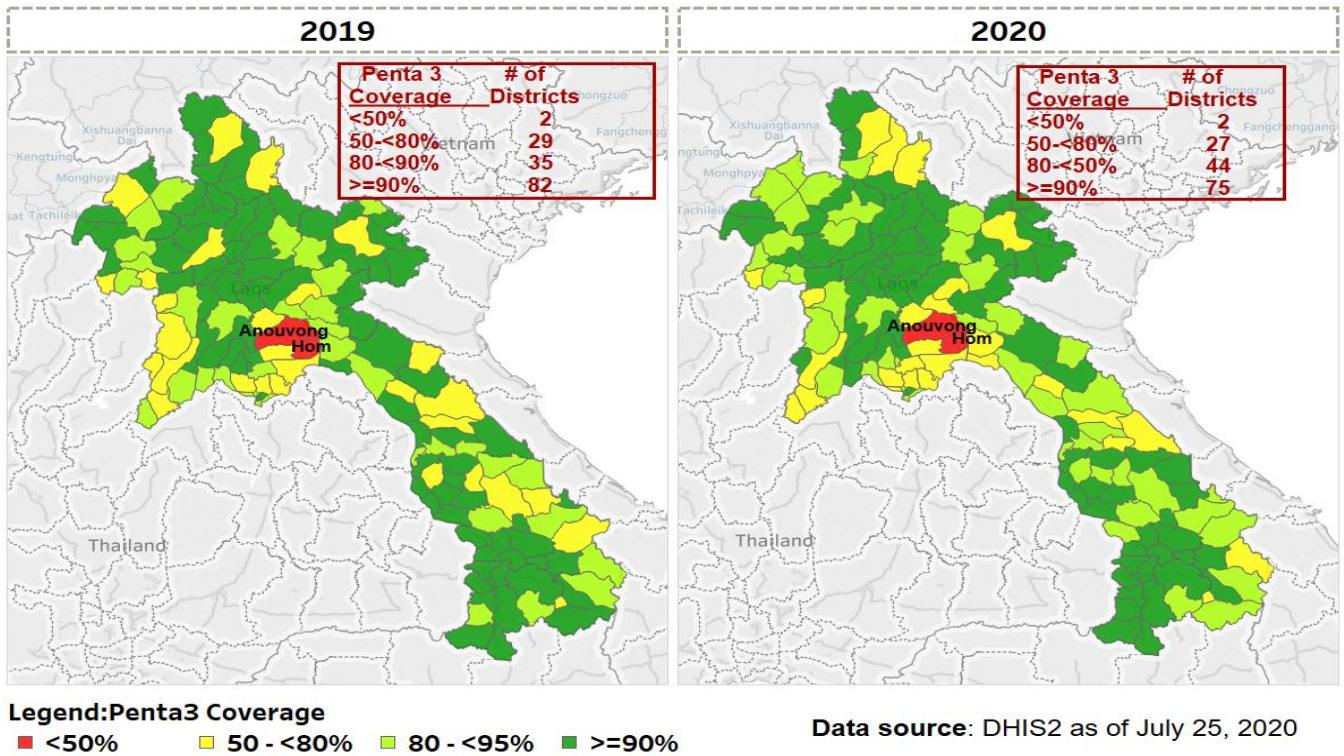 2019
2020
Penta 3 # of
Coverage Districts
<50% 2
50-<80% 29
80-<90% 35
>=90% 82
Penta 3 # of
Coverage Districts
<50% 2
50-<80% 27
80-<50% 44
>=90% 75
Xishuangbanna
Dai
Kengtung
Monghpya
Tachileik
Vietnam
Fangchengg
Laos
Anouvong
Hom
Thailand
Xishuangbanna
Dai
Kengtung
Monghpya
Tachileik
Chongzuo
Vietnam
Fangchenggang
Laos
Anouvong
Hom
Thailand
Legend:Penta3 Coverage
<50% 50 - <80% 80 - <95% >=90%
Data source: DHIS2 as of July 25, 2020